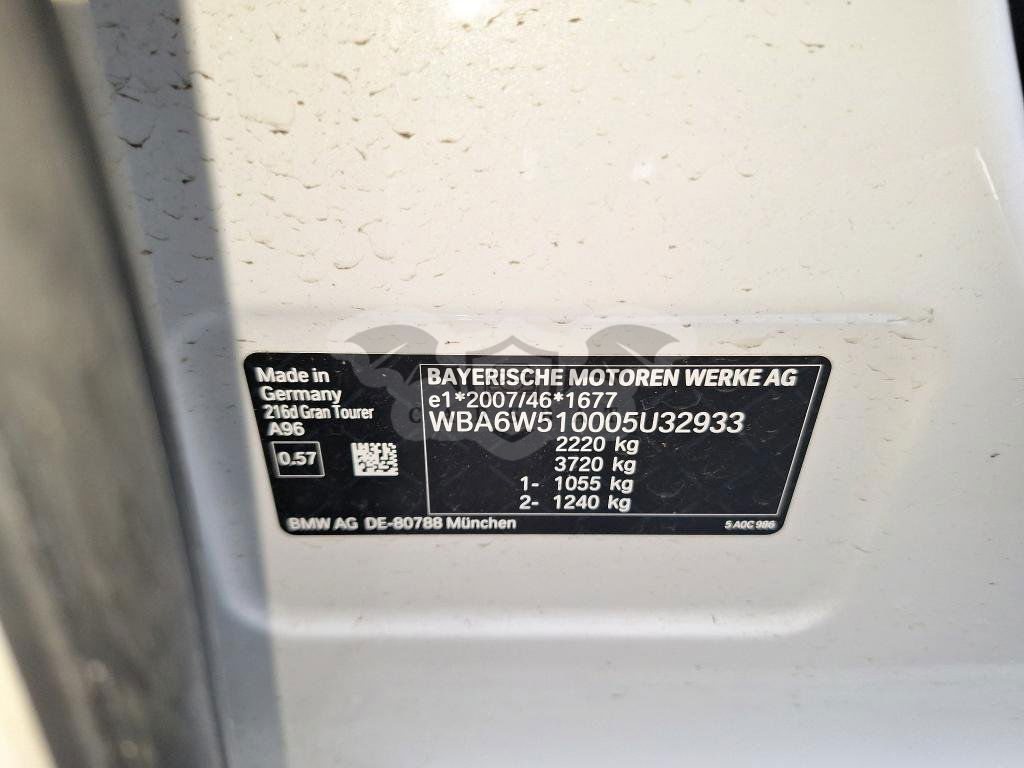 Made in
Germany
216d Gran Tourer
A96
0.57
BAYERISCHE MOTOREN WERKE AG
e1*2007/46*1677
WBA6W510005U32933
2220 kg
3720 kg
1- 1055 kg
2- 1240 kg
BMW AG DE-80788 München
5 AQC 986